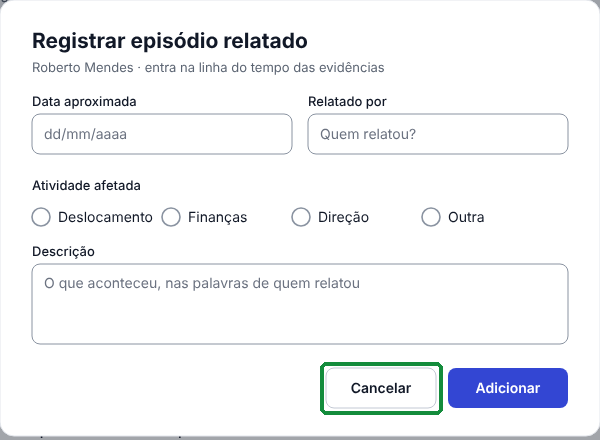 Registrar episódio relatado
Roberto Mendes · entra na linha do tempo das evidências
Data aproximada
Relatado por
dd/mm/aaaa
Quem relatou?
Atividade afetada
Deslocamento
Finanças
Direção
Outra
Descrição
O que aconteceu, nas palavras de quem relatou
Cancelar
Adicionar